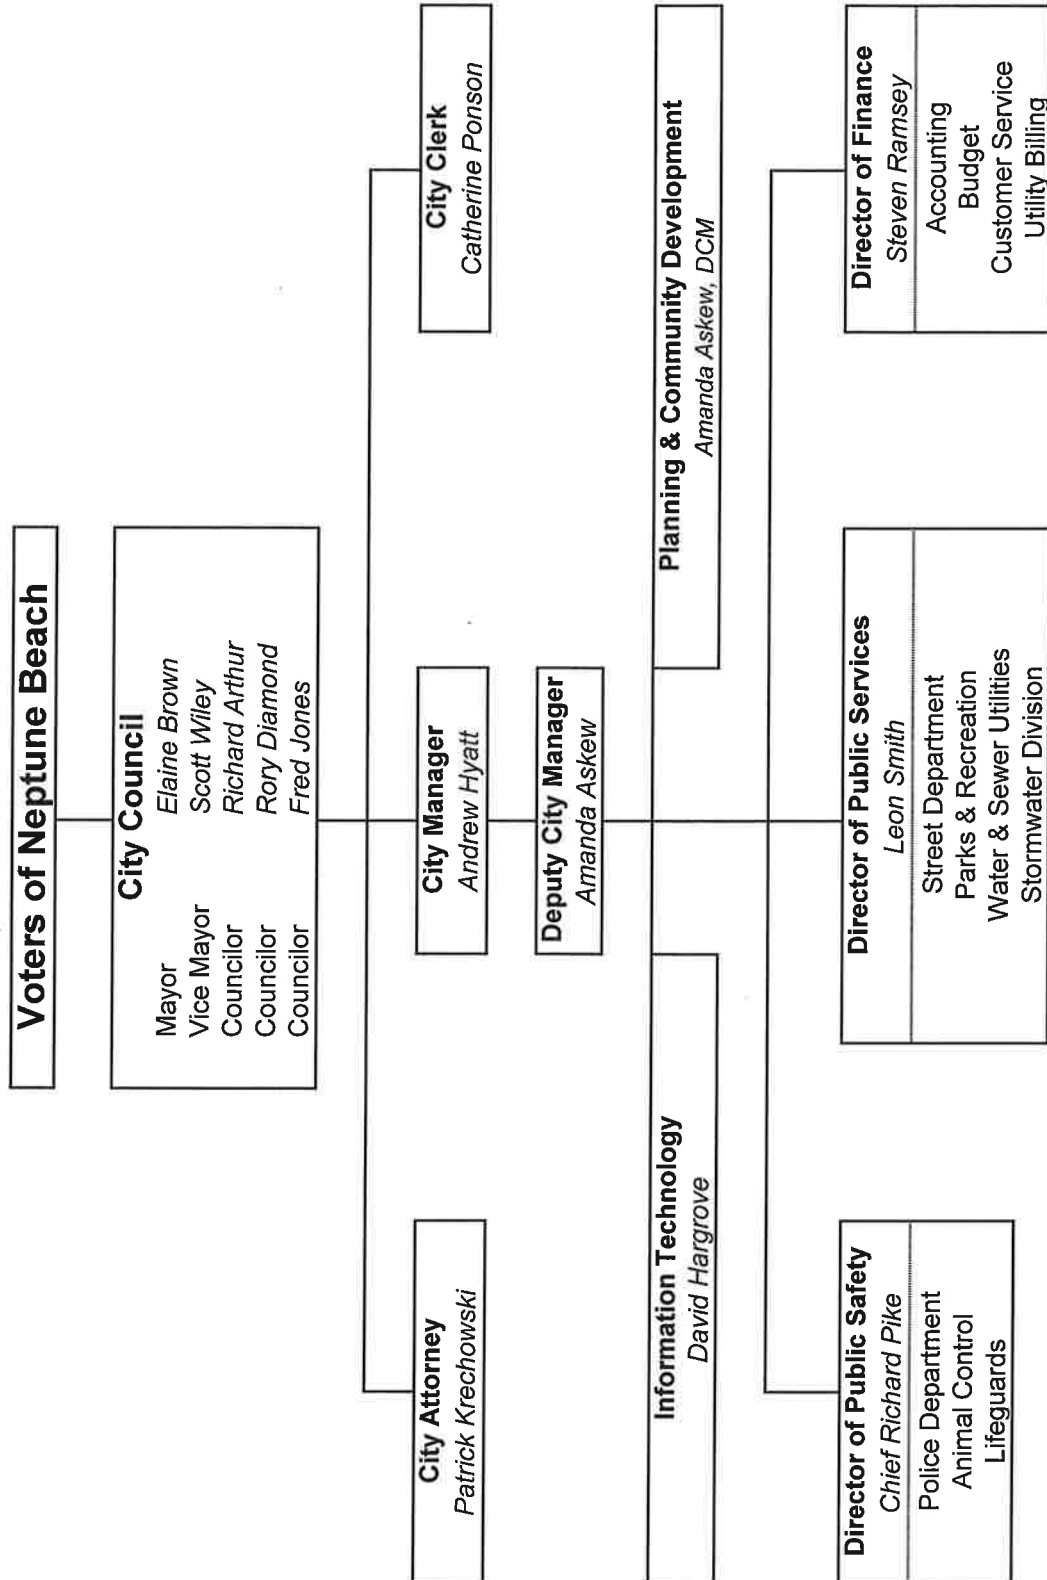 Voters of Neptune Beach
City Council
Mayor Elaine Brown
Vice Mayor Scott Wiley
Councilor Richard Arthur
Councilor Rory Diamond
Councilor Fred Jones
City Attorney
Patrick Krechowski
City Manager
Andrew Hyatt
City Clerk
Catherine Ponson
Deputy City Manager
Amanda Askew
Information Technology
David Hargrove
Planning & Community Development
Amanda Askew, DCM
Director of Public Safety
Chief Richard Pike
Police Department
Animal Control
Lifeguards
Director of Public Services
Leon Smith
Street Department
Parks & Recreation
Water & Sewer Utilities
Stormwater Division
Director of Finance
Steven Ramsey
Accounting
Budget
Customer Service
Utility Billing